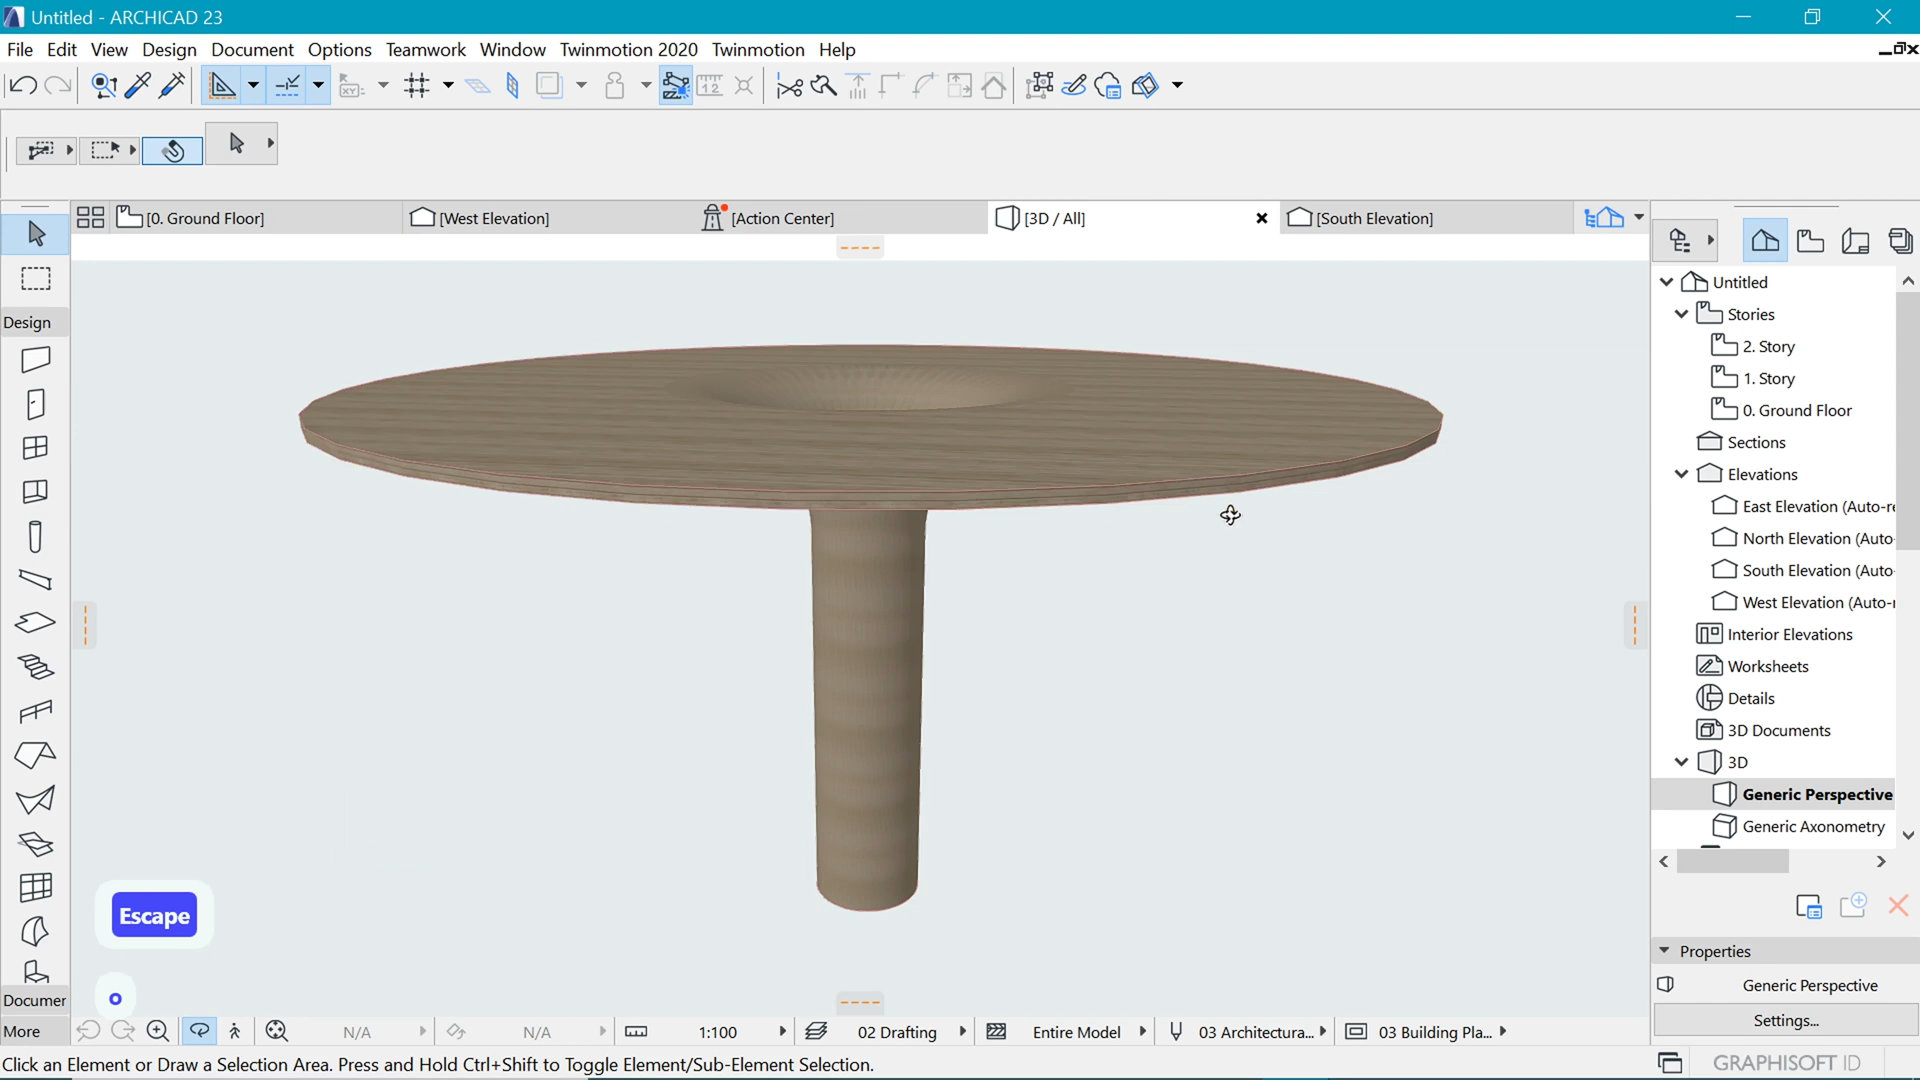 Untitled - ARCHICAD 23
File Edit View Design Document Options Teamwork Window Twinmotion 2020 Twinmotion Help
[0. Ground Floor] [West Elevation] [Action Center] [3D / All] [South Elevation]
Design
Untitled
Stories
2. Story
1. Story
0. Ground Floor
Sections
Elevations
East Elevation (Auto-re
North Elevation (Auto-
South Elevation (Auto-
West Elevation (Auto-r
Interior Elevations
Worksheets
Details
3D Documents
3D
Generic Perspective
Generic Axonometry
Escape
o
Properties
Generic Perspective
Settings...
Documer
More
N/A N/A 1:100 02 Drafting Entire Model 03 Architectura... 03 Building Pla...
Click an Element or Draw a Selection Area. Press and Hold Ctrl+Shift to Toggle Element/Sub-Element Selection.
GRAPHISOFT ID